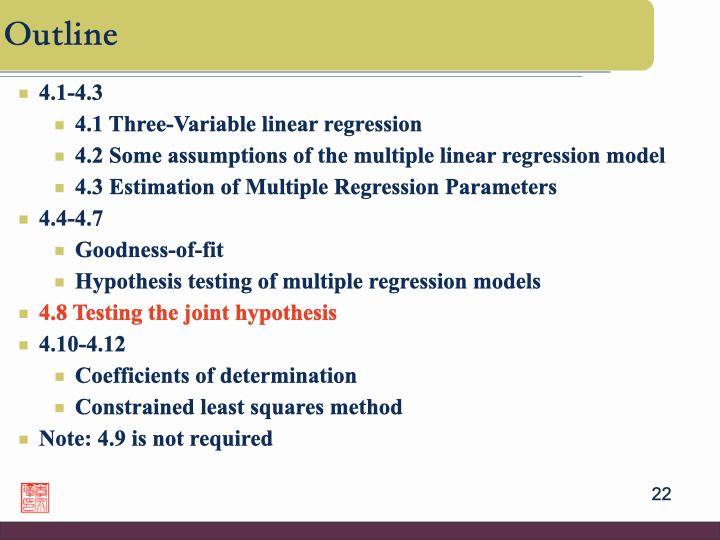 Outline
4.1-4.3
4.1 Three-Variable linear regression
4.2 Some assumptions of the multiple linear regression model
4.3 Estimation of Multiple Regression Parameters
4.4-4.7
Goodness-of-fit
Hypothesis testing of multiple regression models
4.8 Testing the joint hypothesis
4.10-4.12
Coefficients of determination
Constrained least squares method
Note: 4.9 is not required
22